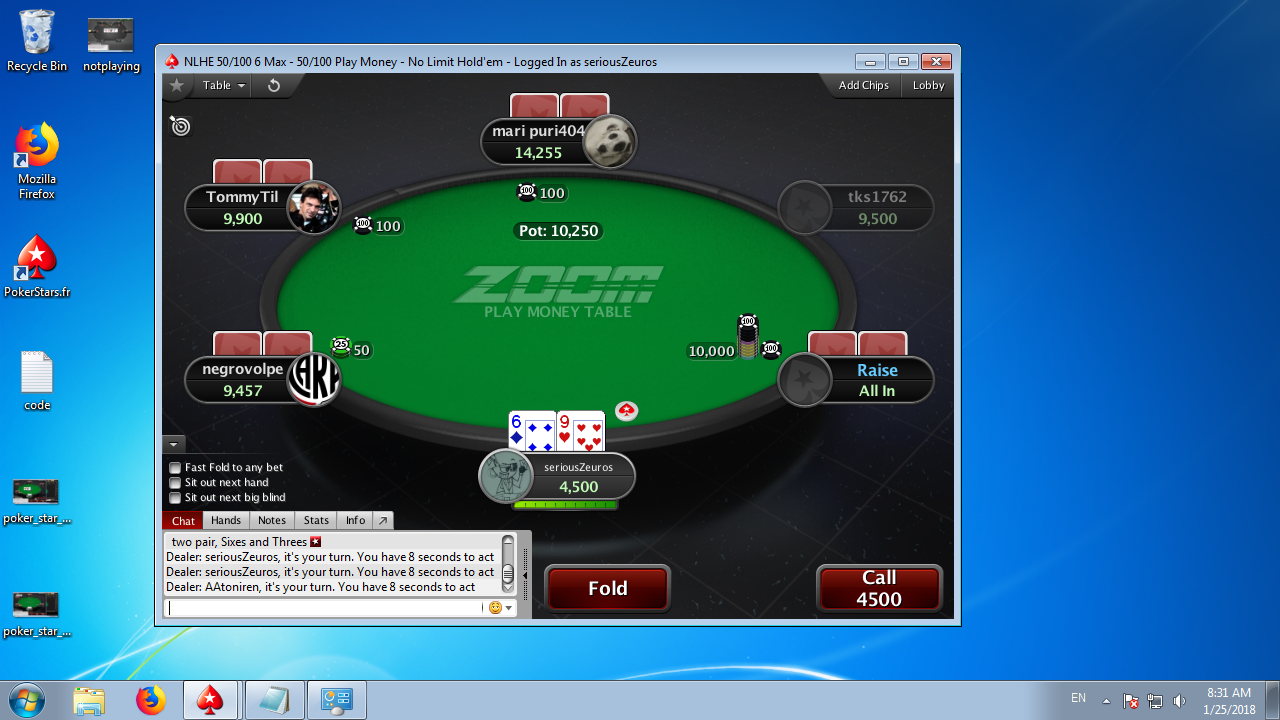 Recycle Bin
notplaying
Mozilla
Firefox
PokerStars.fr
code
poker_star_...
poker_star_...
NLHE 50/100 6 Max - 50/100 Play Money - No Limit Hold'em - Logged In as seriousZeuros
Table
Add Chips
Lobby
mari puri404
14,255
TommyTil
9,900
tks1762
9,500
100
100
100
Pot: 10,250
ZOOM
PLAY MONEY TABLE
25
50
negrovolpe
9,457
10,000
100
100
Raise
All In
6
9
seriousZeuros
4,500
Fast Fold to any bet
Sit out next hand
Sit out next big blind
Chat
Hands
Notes
Stats
Info
two pair, Sixes and Threes
Dealer: seriousZeuros, it's your turn. You have 8 seconds to act
Dealer: seriousZeuros, it's your turn. You have 8 seconds to act
Dealer: AAtoniren, it's your turn. You have 8 seconds to act
Fold
Call
4500
EN
8:31 AM
1/25/2018